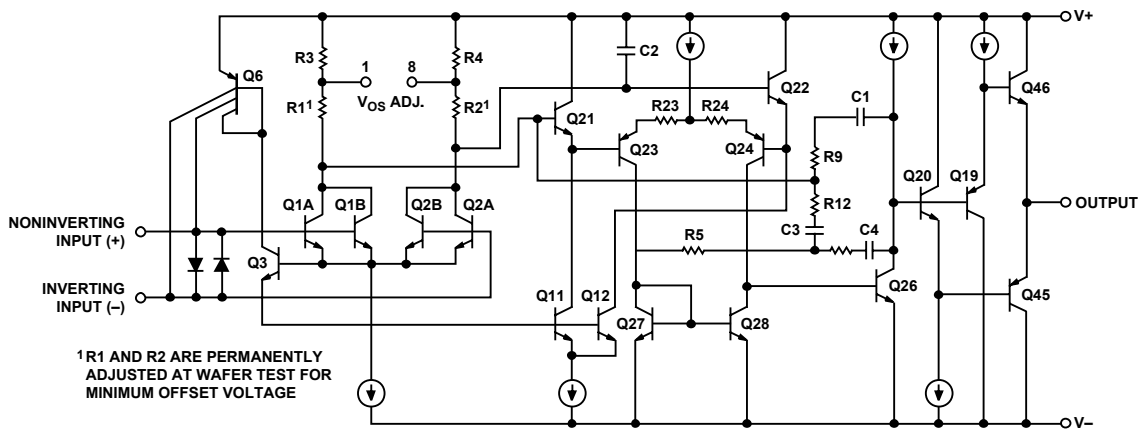 V+
R3
R4
C2
Q6
1
8
VOS ADJ.
R1¹
R2¹
Q22
Q46
C1
R23
R24
Q21
Q23
Q24
R9
Q20
Q19
Q1A
Q1B
Q2B
Q2A
R12
OUTPUT
NONINVERTING
INPUT (+)
C3
C4
R5
Q3
Q26
INVERTING
INPUT (–)
Q11
Q12
Q27
Q28
Q45
¹R1 AND R2 ARE PERMANENTLY
ADJUSTED AT WAFER TEST FOR
MINIMUM OFFSET VOLTAGE
V–